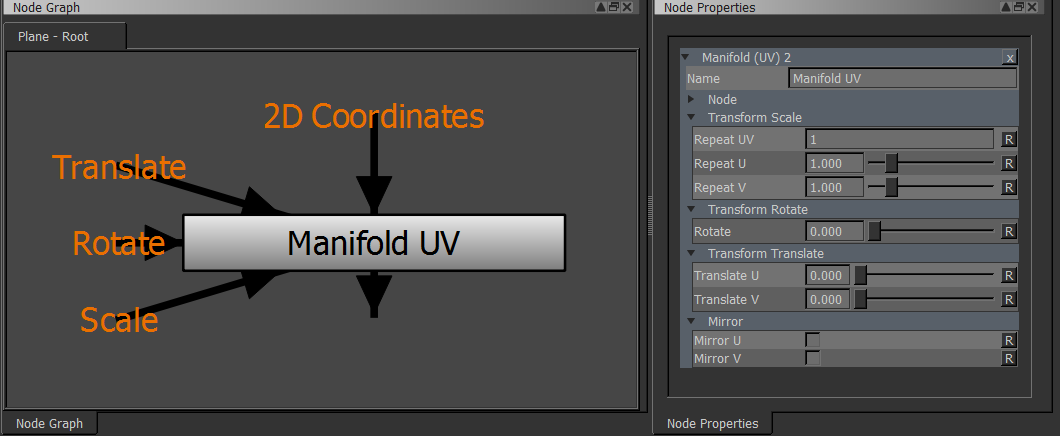 Node Graph
Plane - Root
2D Coordinates
Translate
Rotate
Manifold UV
Scale
Node Graph
Node Properties
Manifold (UV) 2 x
Name Manifold UV
Node
Transform Scale
Repeat UV 1 R
Repeat U 1.000 R
Repeat V 1.000 R
Transform Rotate
Rotate 0.000 R
Transform Translate
Translate U 0.000 R
Translate V 0.000 R
Mirror
Mirror U R
Mirror V R
Node Properties